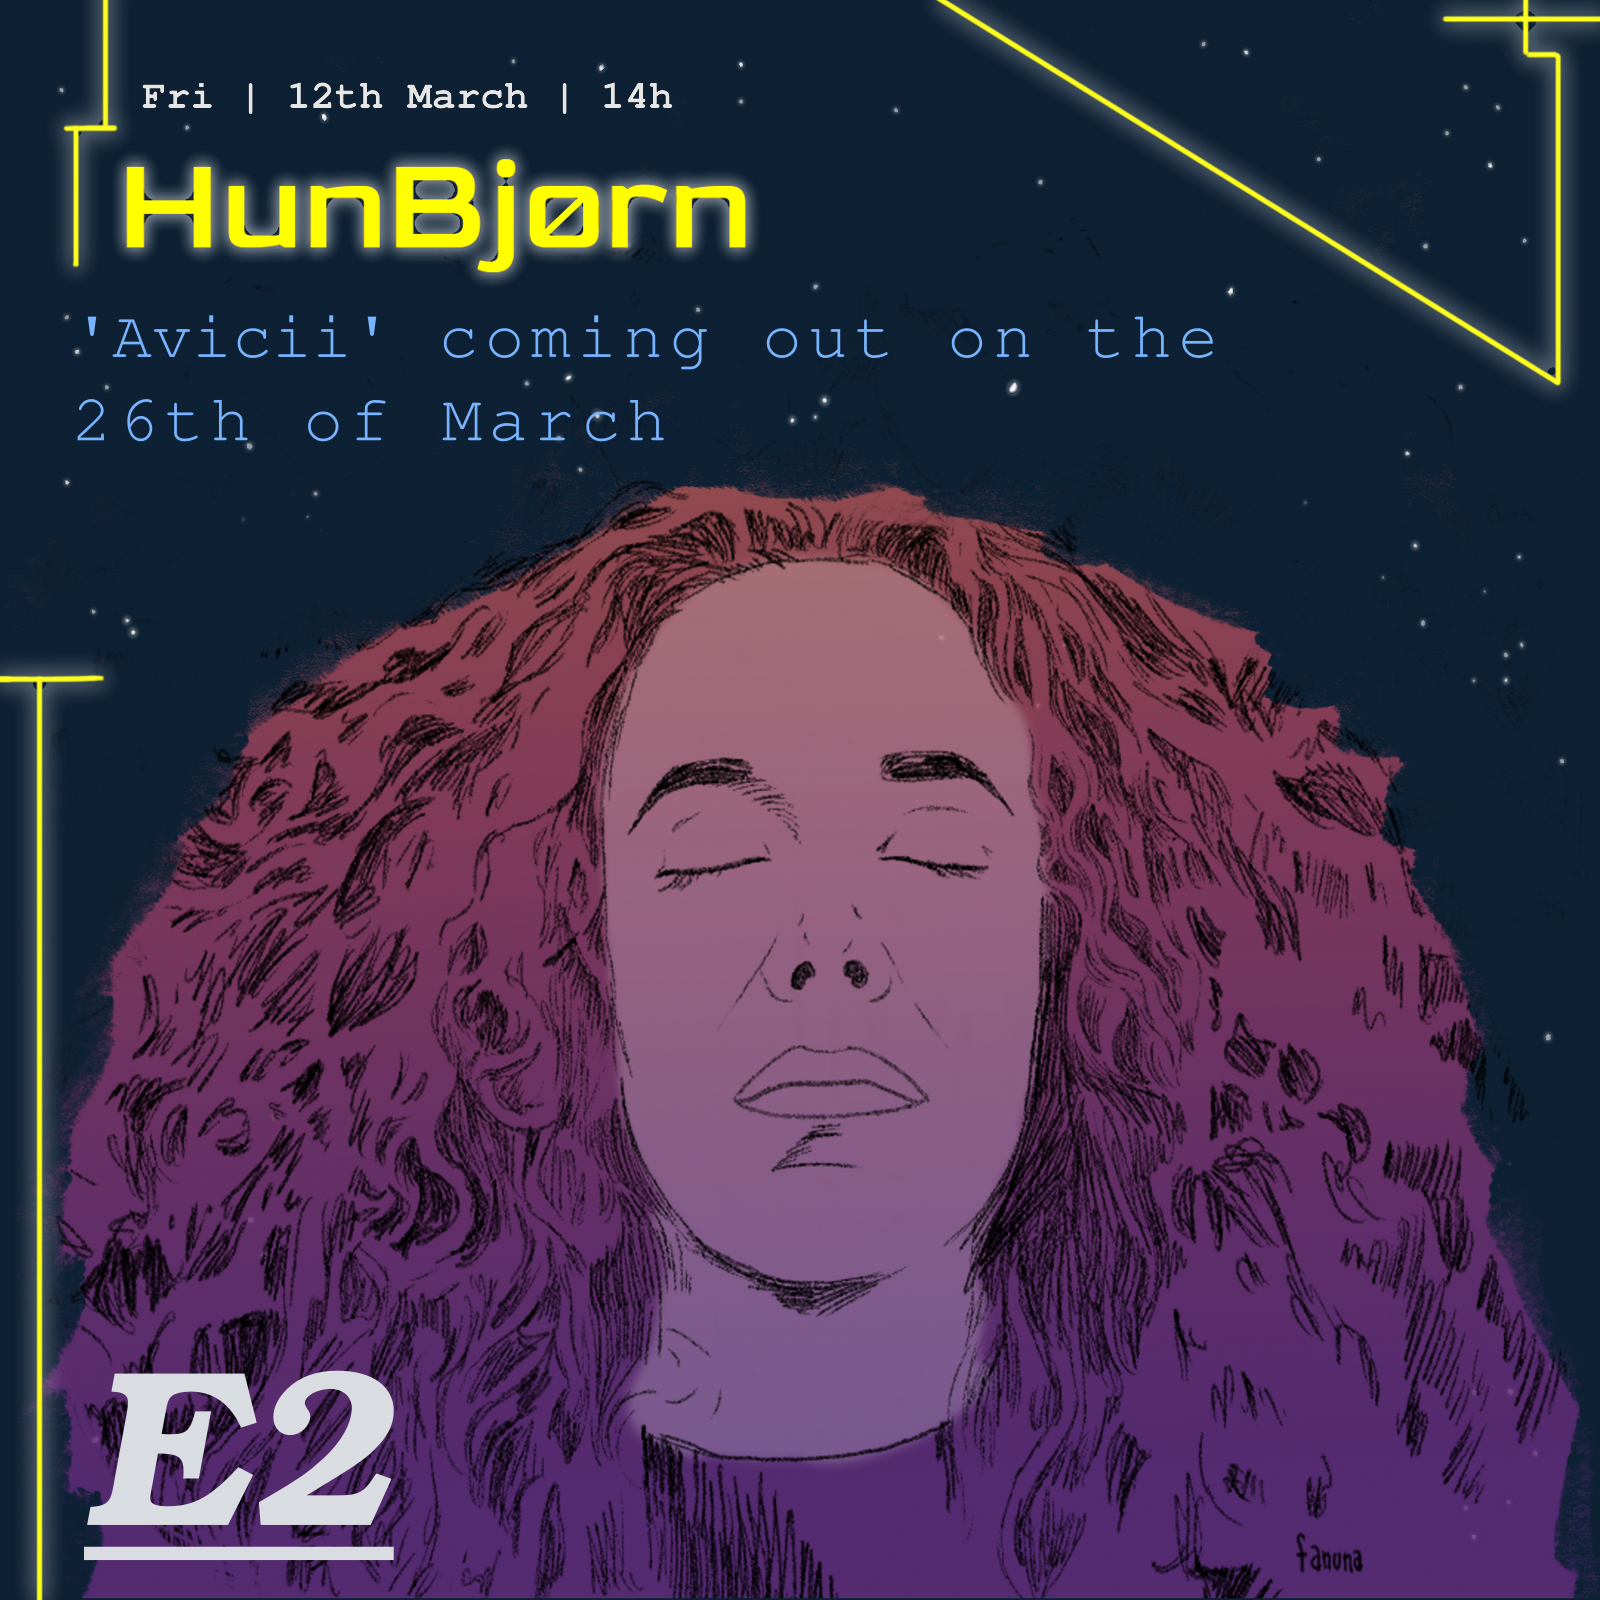 Fri | 12th March | 14h
HunBjørn
'Avicii' coming out on the
26th of March
E2
fanuna